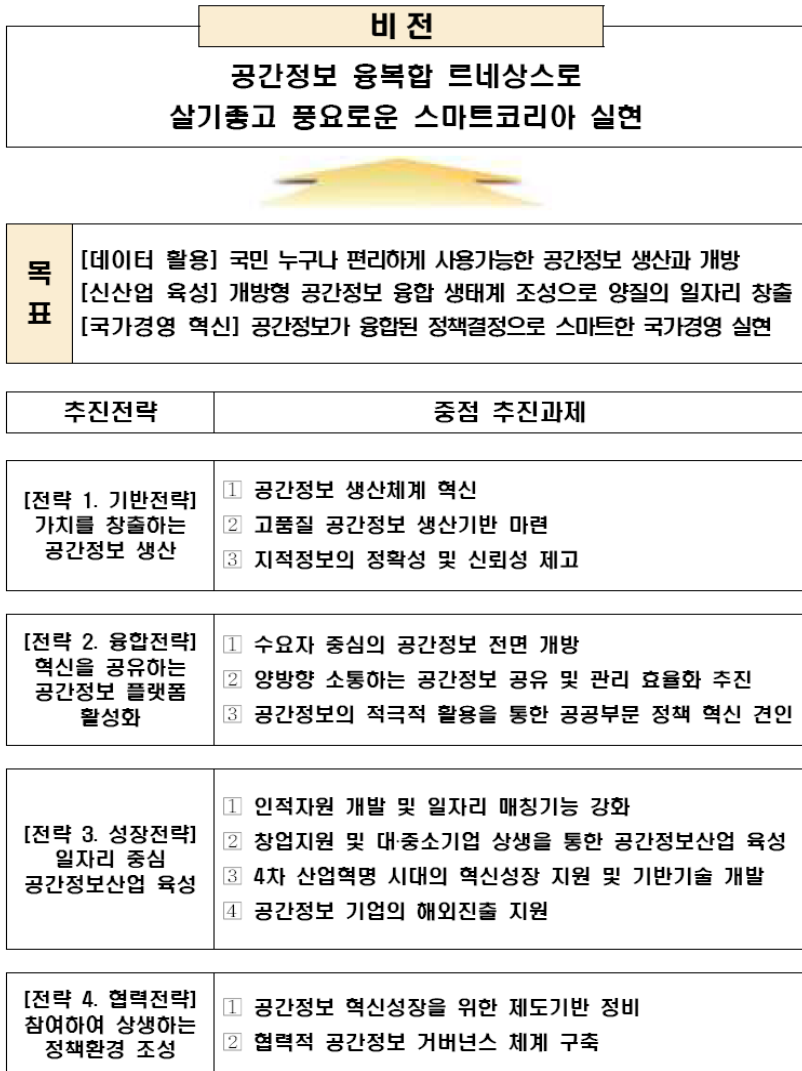 비 전
공간정보 융복합 르네상스로
살기좋고 풍요로운 스마트코리아 실현
목
표
[데이터 활용] 국민 누구나 편리하게 사용가능한 공간정보 생산과 개방
[신산업 육성] 개방형 공간정보 융합 생태계 조성으로 양질의 일자리 창출
[국가경영 혁신] 공간정보가 융합된 정책결정으로 스마트한 국가경영 실현
추진전략
중점 추진과제
[전략 1. 기반전략]
가치를 창출하는
공간정보 생산
1 공간정보 생산체계 혁신
2 고품질 공간정보 생산기반 마련
3 지적정보의 정확성 및 신뢰성 제고
[전략 2. 융합전략]
혁신을 공유하는
공간정보 플랫폼
활성화
1 수요자 중심의 공간정보 전면 개방
2 양방향 소통하는 공간정보 공유 및 관리 효율화 추진
3 공간정보의 적극적 활용을 통한 공공부문 정책 혁신 견인
[전략 3. 성장전략]
일자리 중심
공간정보산업 육성
1 인적자원 개발 및 일자리 매칭기능 강화
2 창업지원 및 대·중소기업 상생을 통한 공간정보산업 육성
3 4차 산업혁명 시대의 혁신성장 지원 및 기반기술 개발
4 공간정보 기업의 해외진출 지원
[전략 4. 협력전략]
참여하여 상생하는
정책환경 조성
1 공간정보 혁신성장을 위한 제도기반 정비
2 협력적 공간정보 거버넌스 체계 구축